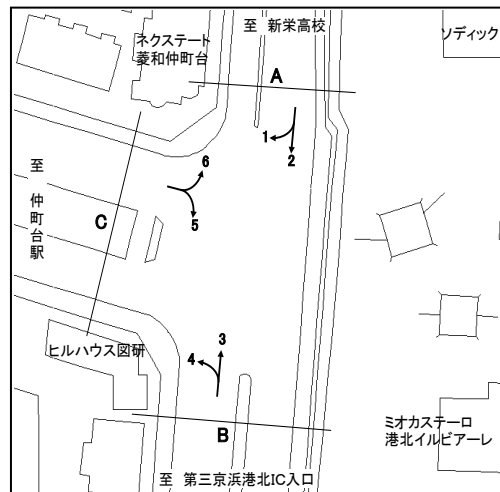 至 新栄高校
ネクステート
菱和仲町台
ソディック
A
1
2
6
5
至 仲町台駅
C
3
4
ヒルハウス図研
B
ミオカステーロ
港北イルビアーレ
至 第三京浜港北IC入口